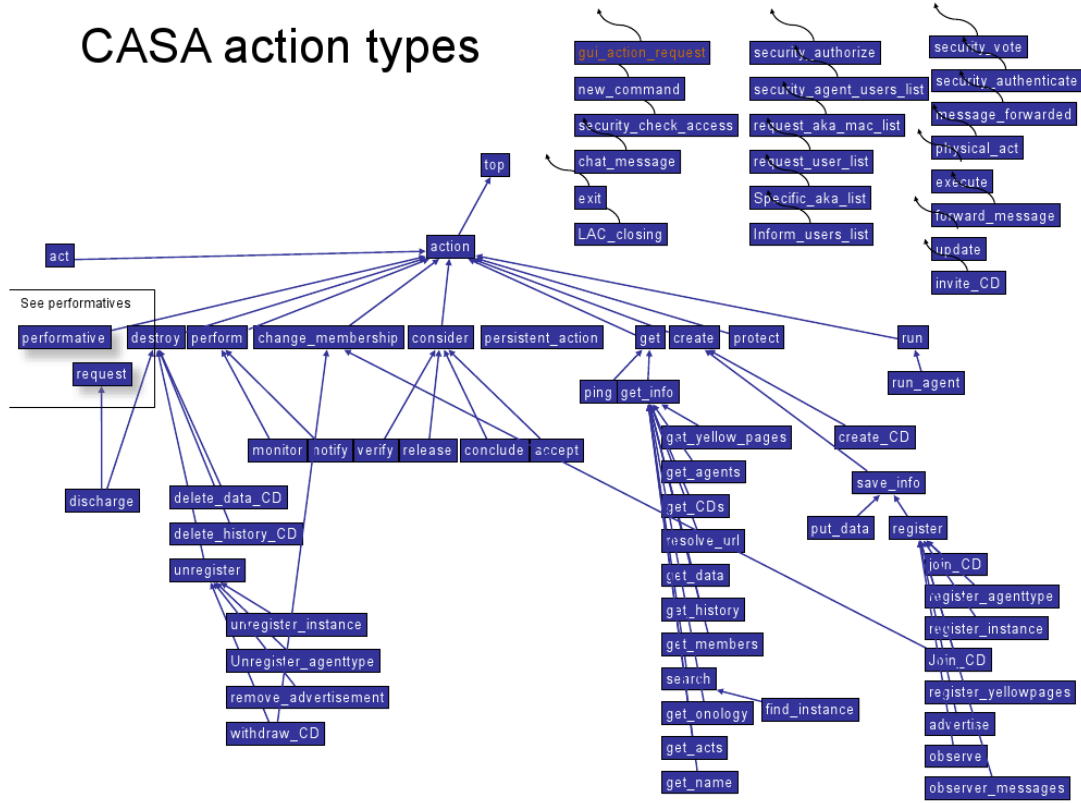 CASA action types
gui_action_request
new_command
security_check_access
chat_message
exit
LAC_closing
security_authorize
security_agent_users_list
request_aka_mac_list
request_user_list
Specific_aka_list
Inform_users_list
security_vote
security_authenticate
message_forwarded
physical_act
execute
forward_message
update
invite_CD
top
act
action
See performatives
performative
destroy
perform
change_membership
consider
persistent_action
get
create
protect
run
request
ping
get_info
run_agent
monitor
notify
verify
release
conclude
accept
get_yellow_pages
create_CD
get_agents
discharge
delete_data_CD
get_CDs
save_info
delete_history_CD
resolve_url
put_data
register
unregister
get_data
join_CD
get_history
register_agenttype
unregister_instance
get_members
register_instance
Unregister_agenttype
search
Join_CD
remove_advertisement
find_instance
register_yellowpages
withdraw_CD
get_onology
advertise
get_acts
observe
get_name
observer_messages